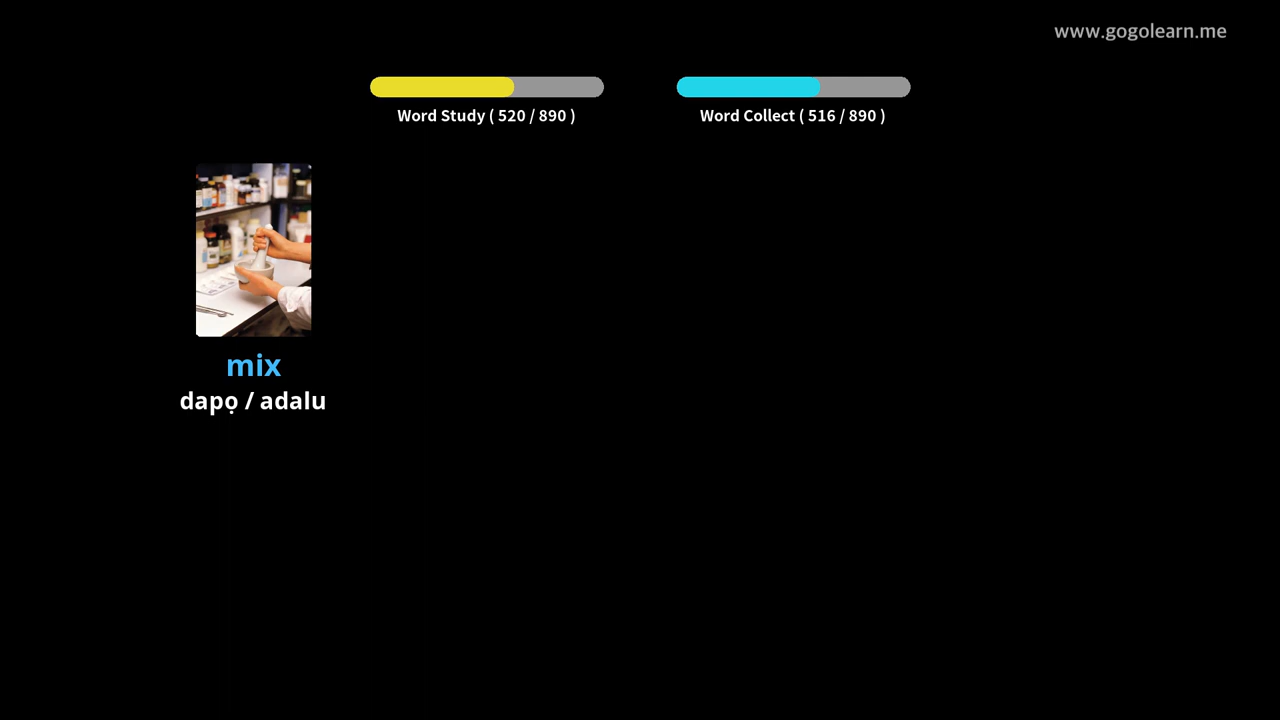 www.gogolearn.me
Word Study ( 520 / 890 )
Word Collect ( 516 / 890 )
mix
dapọ / adalu